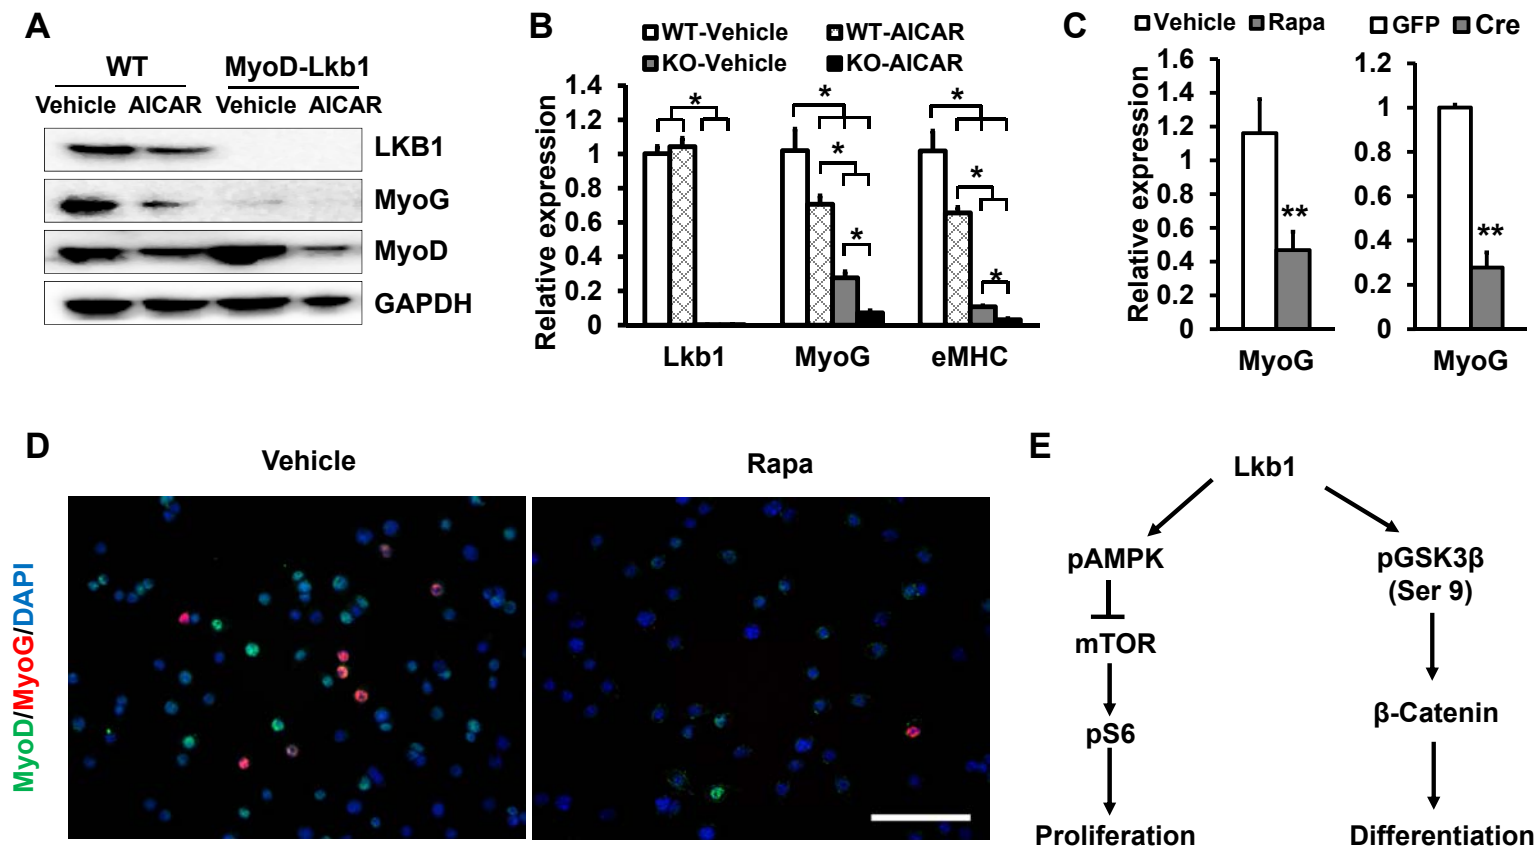 A
WT MyoD-Lkb1
Vehicle AICAR Vehicle AICAR
LKB1
MyoG
MyoD
GAPDH
B
WT-Vehicle WT-AICAR
KO-Vehicle KO-AICAR
Relative expression
1.4
1.2
1
0.8
0.6
0.4
0.2
0
* * *
* *
* *
Lkb1 MyoG eMHC
C
Vehicle Rapa
Relative expression
1.6
1.4
1.2
1
0.8
0.6
0.4
0.2
0
**
MyoG
GFP Cre
1.2
1
0.8
0.6
0.4
0.2
0
**
MyoG
D
Vehicle Rapa
MyoD/MyoG/DAPI
E
Lkb1
pAMPK
mTOR
pS6
Proliferation
pGSK3β
(Ser 9)
β-Catenin
Differentiation